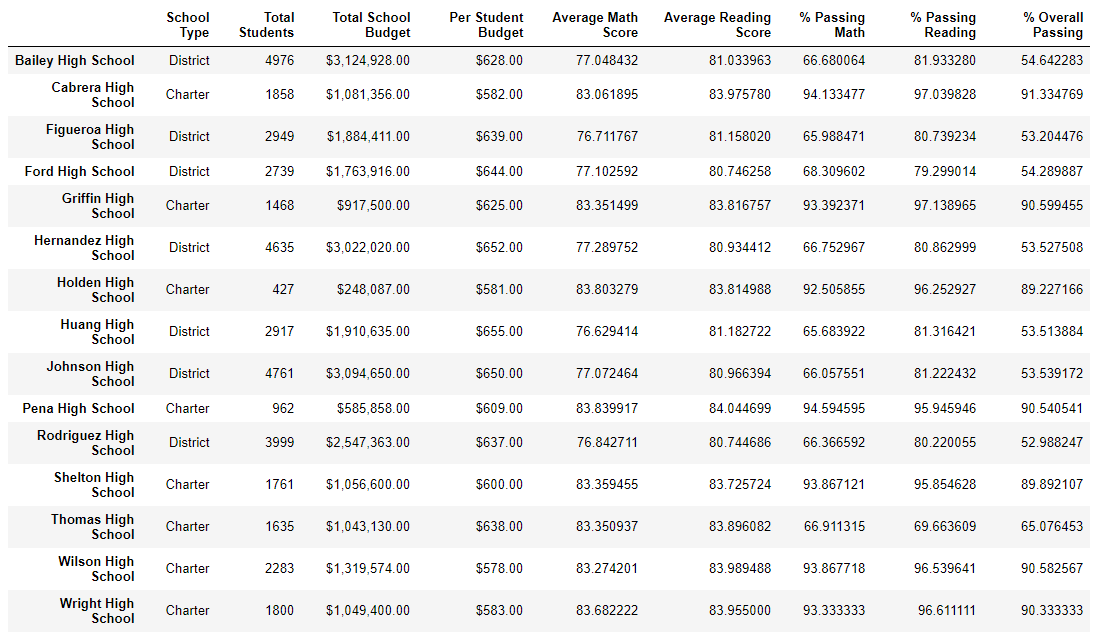 School Type Total Students Total School Budget Per Student Budget Average Math Score Average Reading Score % Passing Math % Passing Reading % Overall Passing
Bailey High School District 4976 $3,124,928.00 $628.00 77.048432 81.033963 66.680064 81.933280 54.642283
Cabrera High School Charter 1858 $1,081,356.00 $582.00 83.061895 83.975780 94.133477 97.039828 91.334769
Figueroa High School District 2949 $1,884,411.00 $639.00 76.711767 81.158020 65.988471 80.739234 53.204476
Ford High School District 2739 $1,763,916.00 $644.00 77.102592 80.746258 68.309602 79.299014 54.289887
Griffin High School Charter 1468 $917,500.00 $625.00 83.351499 83.816757 93.392371 97.138965 90.599455
Hernandez High School District 4635 $3,022,020.00 $652.00 77.289752 80.934412 66.752967 80.862999 53.527508
Holden High School Charter 427 $248,087.00 $581.00 83.803279 83.814988 92.505855 96.252927 89.227166
Huang High School District 2917 $1,910,635.00 $655.00 76.629414 81.182722 65.683922 81.316421 53.513884
Johnson High School District 4761 $3,094,650.00 $650.00 77.072464 80.966394 66.057551 81.222432 53.539172
Pena High School Charter 962 $585,858.00 $609.00 83.839917 84.044699 94.594595 95.945946 90.540541
Rodriguez High School District 3999 $2,547,363.00 $637.00 76.842711 80.744686 66.366592 80.220055 52.988247
Shelton High School Charter 1761 $1,056,600.00 $600.00 83.359455 83.725724 93.867121 95.854628 89.892107
Thomas High School Charter 1635 $1,043,130.00 $638.00 83.350937 83.896082 66.911315 69.663609 65.076453
Wilson High School Charter 2283 $1,319,574.00 $578.00 83.274201 83.989488 93.867718 96.539641 90.582567
Wright High School Charter 1800 $1,049,400.00 $583.00 83.682222 83.955000 93.333333 96.611111 90.333333